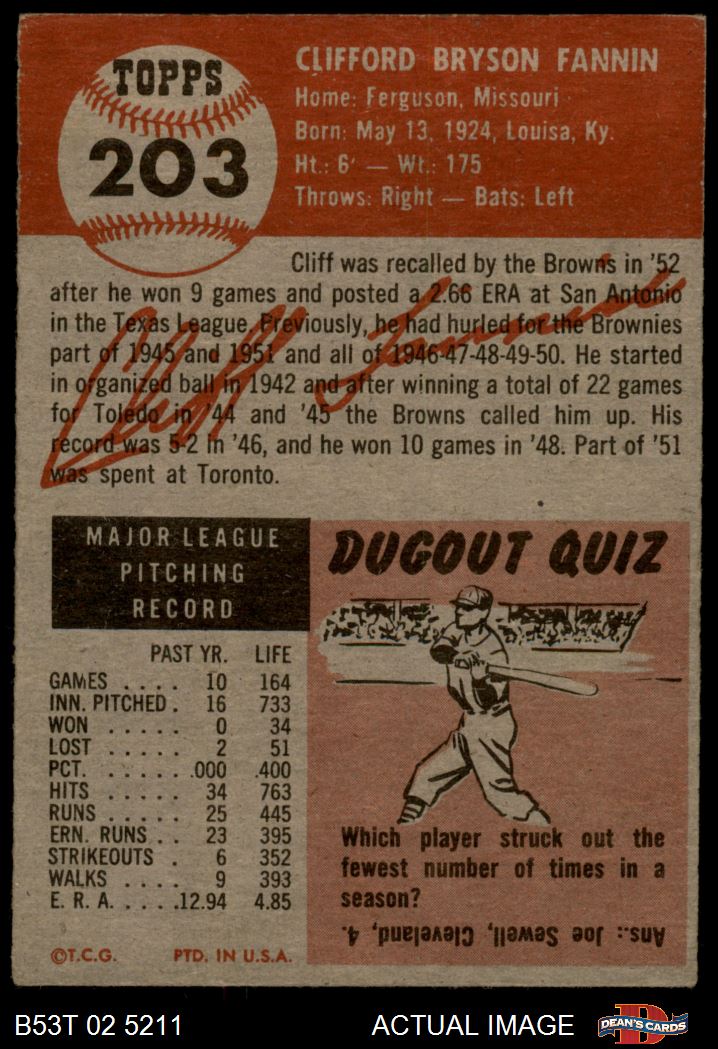 TOPPS
203
CLIFFORD BRYSON FANNIN
Home: Ferguson, Missouri
Born: May 13, 1924, Louisa, Ky.
Ht.: 6' — Wt.: 175
Throws: Right — Bats: Left
Cliff was recalled by the Browns in '52
after he won 9 games and posted a 2.66 ERA at San Antonio
in the Texas League. Previously, he had hurled for the Brownies
part of 1945 and 1951 and all of 1946-47-48-49-50. He started
in organized ball in 1942 and after winning a total of 22 games
for Toledo in '44 and '45 the Browns called him up. His
record was 5-2 in '46, and he won 10 games in '48. Part of '51
was spent at Toronto.
Cliff Fannin
MAJOR LEAGUE
PITCHING
RECORD
PAST YR. LIFE
GAMES . . . . 10 164
INN. PITCHED . 16 733
WON . . . . . 0 34
LOST . . . . . 2 51
PCT. . . . . . .000 .400
HITS . . . . . 34 763
RUNS . . . . . 25 445
ERN. RUNS . . 23 395
STRIKEOUTS . 6 352
WALKS . . . . 9 393
E. R. A. . . . .12.94 4.85
©T.C.G. PTD. IN U.S.A.
DUGOUT QUIZ
Which player struck out the
fewest number of times in a
season?
Ans.: Joe Sewell, Cleveland, 4.
B53T 02 5211
ACTUAL IMAGE
D
DEAN'S CARDS